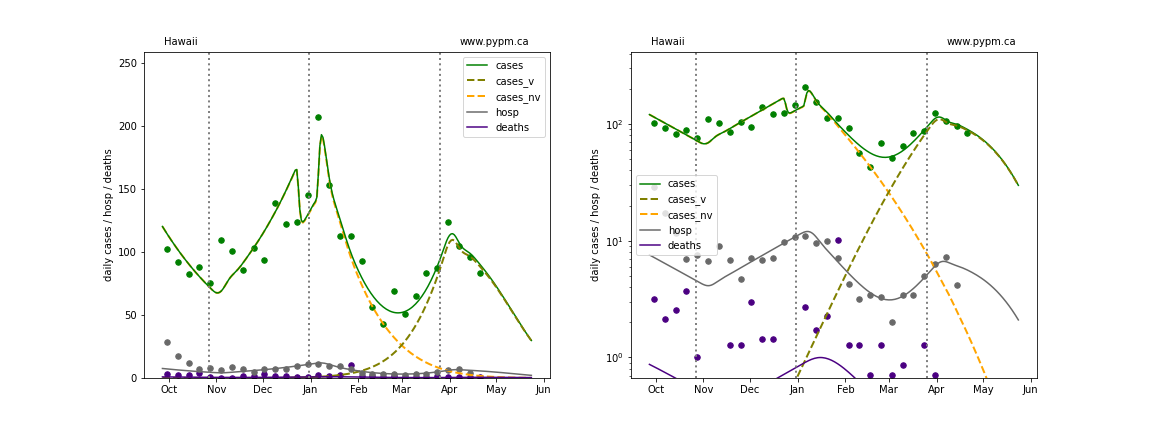 Hawaii www.pypm.ca
250
200
150
100
50
0
daily cases / hosp / deaths
cases
cases_v
cases_nv
hosp
deaths
Oct Nov Dec Jan Feb Mar Apr May Jun
Hawaii www.pypm.ca
10²
10¹
10⁰
daily cases / hosp / deaths
cases
cases_v
cases_nv
hosp
deaths
Oct Nov Dec Jan Feb Mar Apr May Jun